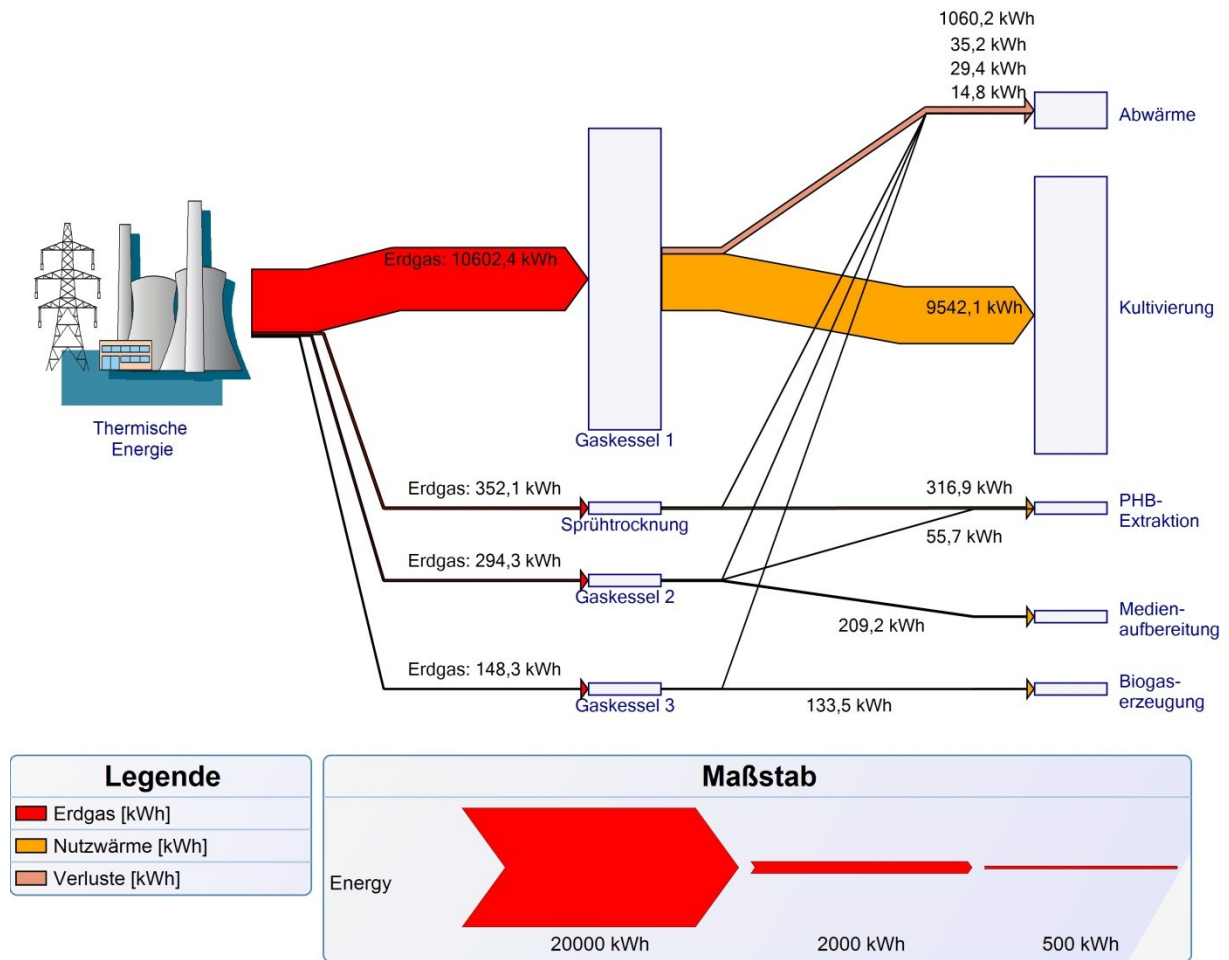 1060,2 kWh
35,2 kWh
29,4 kWh
14,8 kWh
Abwärme
Erdgas: 10602,4 kWh
9542,1 kWh
Kultivierung
Thermische
Energie
Gaskessel 1
Erdgas: 352,1 kWh
316,9 kWh
PHB-
Extraktion
Sprühtrocknung
55,7 kWh
Erdgas: 294,3 kWh
Gaskessel 2
209,2 kWh
Medien-
aufbereitung
Erdgas: 148,3 kWh
Gaskessel 3
133,5 kWh
Biogas-
erzeugung
Legende
Erdgas [kWh]
Nutzwärme [kWh]
Verluste [kWh]
Maßstab
Energy
20000 kWh
2000 kWh
500 kWh